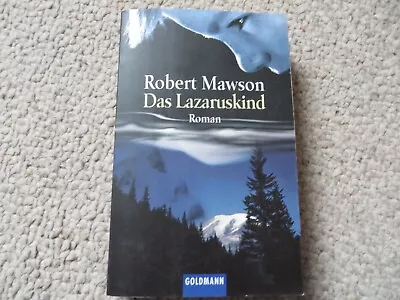 Robert Mawson
Das Lazaruskind
Roman
GOLDMANN